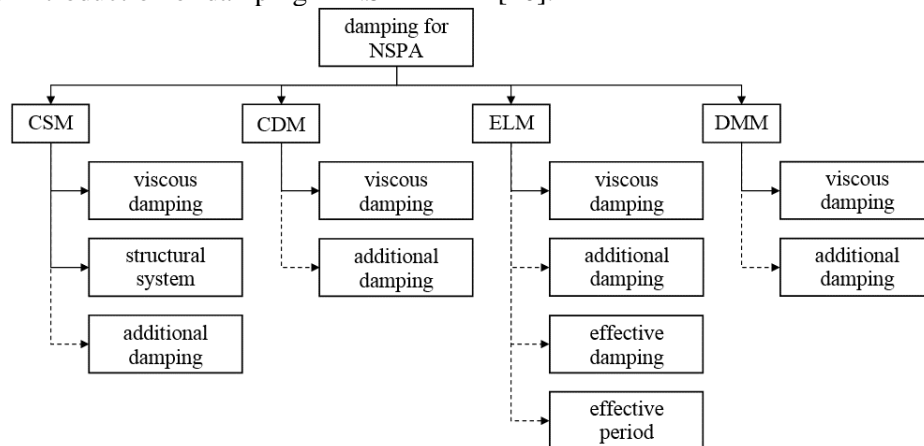 damping for
NSPA
CSM
CDM
ELM
DMM
viscous
damping
structural
system
additional
damping
viscous
damping
additional
damping
viscous
damping
additional
damping
effective
damping
effective
period
viscous
damping
additional
damping